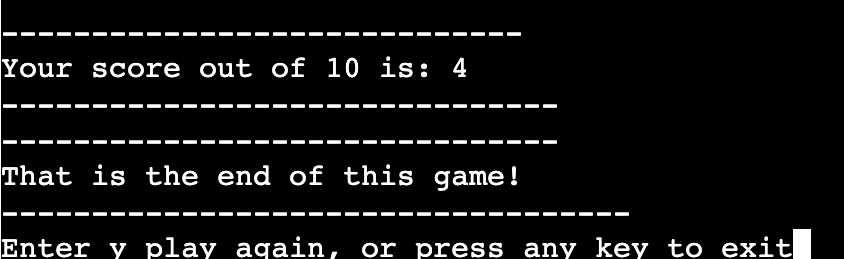 -----------------------------
Your score out of 10 is: 4
-------------------------------
-------------------------------
That is the end of this game!
-----------------------------------
Enter y play again, or press any key to exit